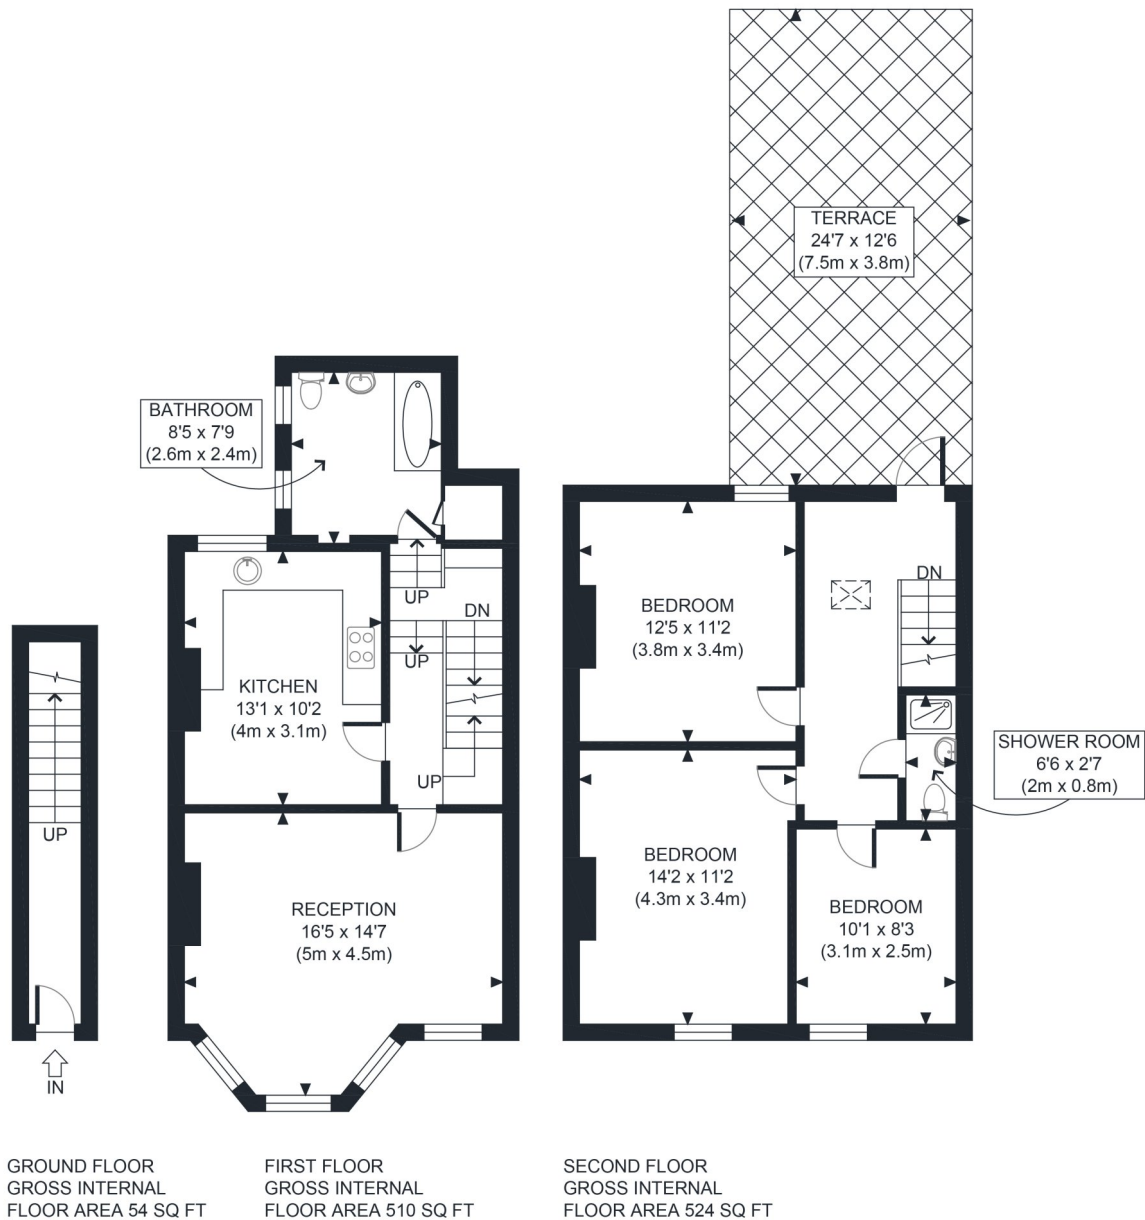 TERRACE
24'7 x 12'6
(7.5m x 3.8m)
BATHROOM
8'5 x 7'9
(2.6m x 2.4m)
UP
DN
UP
KITCHEN
13'1 x 10'2
(4m x 3.1m)
UP
UP
IN
RECEPTION
16'5 x 14'7
(5m x 4.5m)
DN
BEDROOM
12'5 x 11'2
(3.8m x 3.4m)
SHOWER ROOM
6'6 x 2'7
(2m x 0.8m)
BEDROOM
14'2 x 11'2
(4.3m x 3.4m)
BEDROOM
10'1 x 8'3
(3.1m x 2.5m)
GROUND FLOOR
GROSS INTERNAL
FLOOR AREA 54 SQ FT
FIRST FLOOR
GROSS INTERNAL
FLOOR AREA 510 SQ FT
SECOND FLOOR
GROSS INTERNAL
FLOOR AREA 524 SQ FT